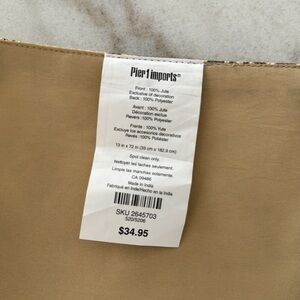 Pier 1 imports®
Front : 100% Jute
Exclusive of decoration
Back : 100% Polyester
Avant : 100% Jute
Décoration exclue
Revers : 100% Polyester
Frente : 100% Yute
Excluye los accesorios decorativos
Revés : 100% Poliéster
13 in x 72 in (33 cm x 182.9 cm)
Spot clean only.
Nettoyer les taches seulement.
Limpie las manchas solamente.
CA 09486
Made in India
Fabriqué en Inde/Hecho en la India
SKU 2645703
520/5206
$34.95